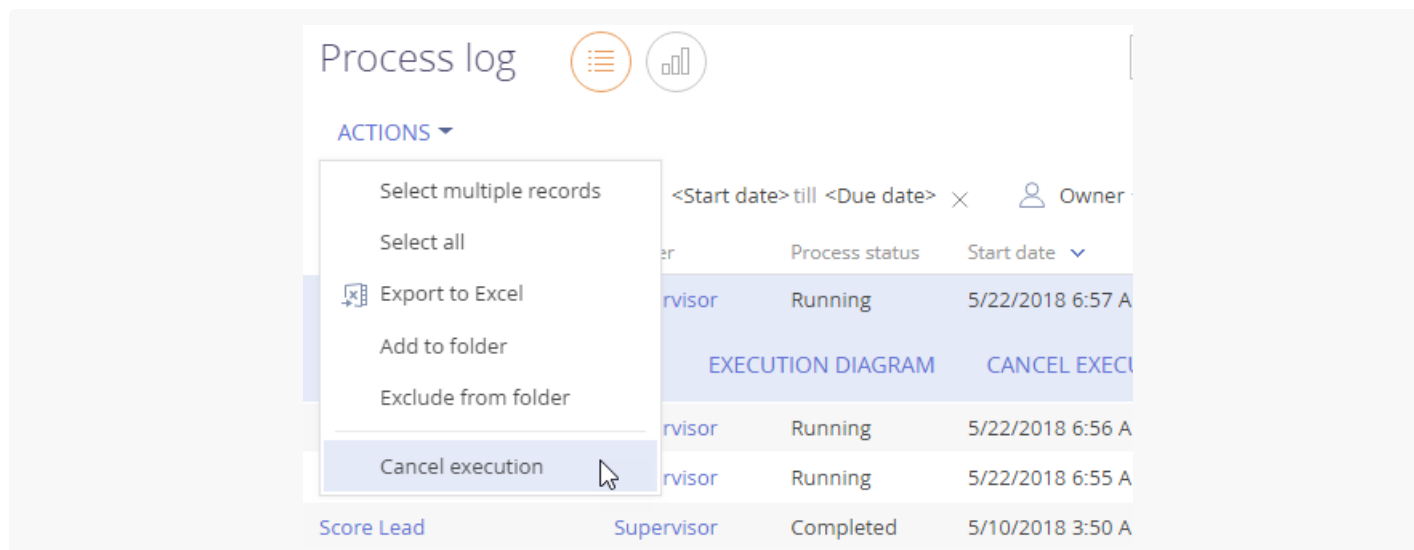 Process log
ACTIONS
Select multiple records
<Start date> till <Due date>
Owner
Select all
Process status
Start date
Export to Excel
Running
5/22/2018 6:57 A
Add to folder
EXECUTION DIAGRAM
CANCEL
Exclude from folder
Running
5/22/2018 6:56 A
Cancel execution
Running
5/22/2018 6:55 A
Score Lead
Supervisor
Completed
5/10/2018 3:50 A